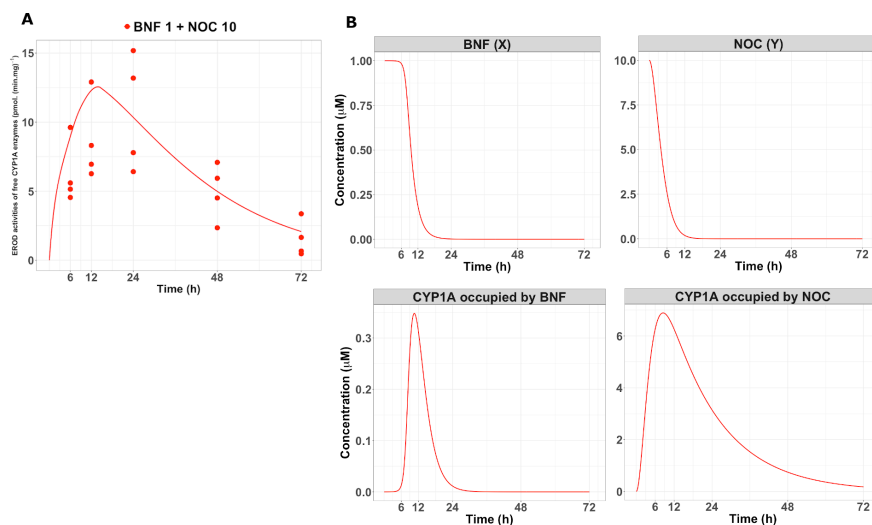 A
BNF 1 + NOC 10
EROD activities of free CYP1A enzymes (pmol. (min.mg)⁻¹)
15
10
5
0
6 12 24 48 72
Time (h)
B
BNF (X)
Concentration (μM)
1.00
0.75
0.50
0.25
0.00
6 12 24 48 72
Time (h)
NOC (Y)
10.0
7.5
5.0
2.5
0.0
6 12 24 48 72
Time (h)
CYP1A occupied by BNF
Concentration (μM)
0.3
0.2
0.1
0.0
6 12 24 48 72
Time (h)
CYP1A occupied by NOC
6
4
2
0
6 12 24 48 72
Time (h)